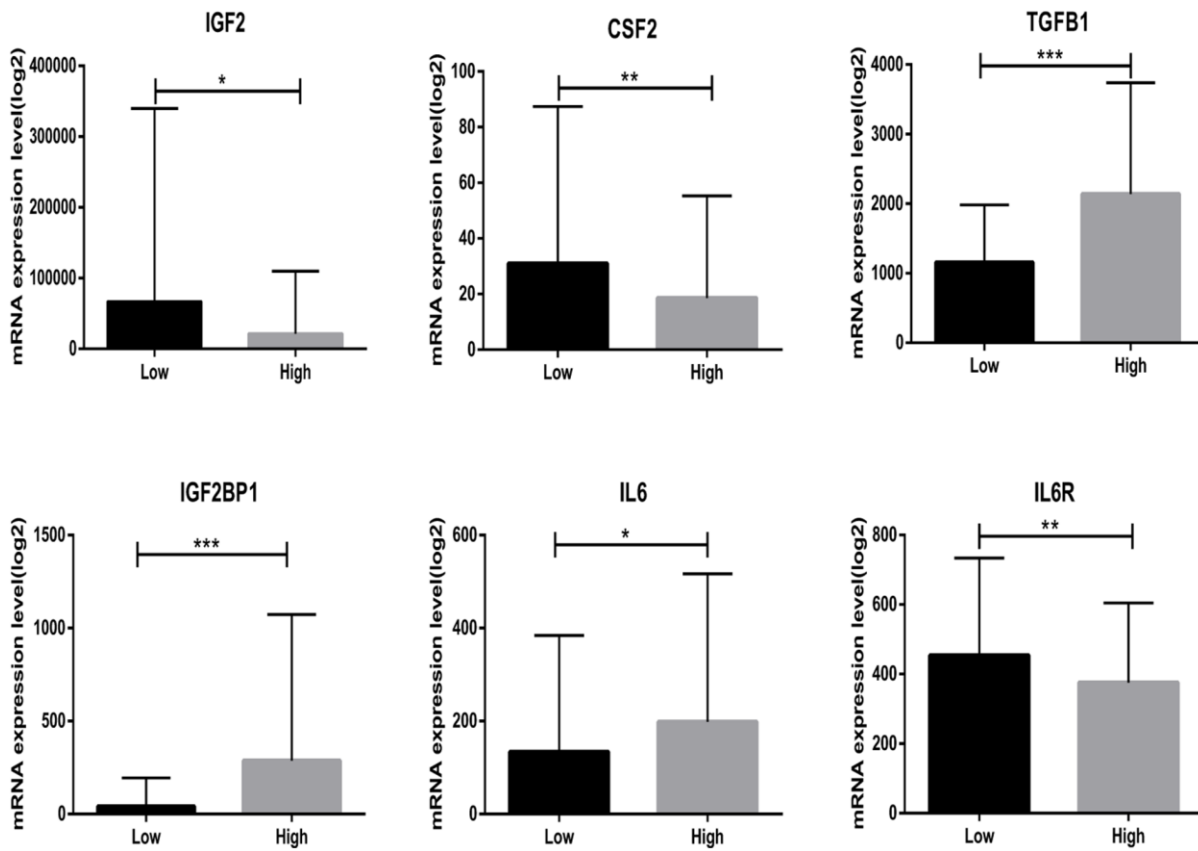 IGF2
mRNA expression level(log2)
400000
300000
200000
100000
0
*
Low High
CSF2
mRNA expression level(log2)
100
80
60
40
20
0
**
Low High
TGFB1
mRNA expression level(log2)
4000
3000
2000
1000
0
***
Low High
IGF2BP1
mRNA expression level(log2)
1500
1000
500
0
***
Low High
IL6
mRNA expression level(log2)
600
400
200
0
*
Low High
IL6R
mRNA expression level(log2)
800
600
400
200
0
**
Low High